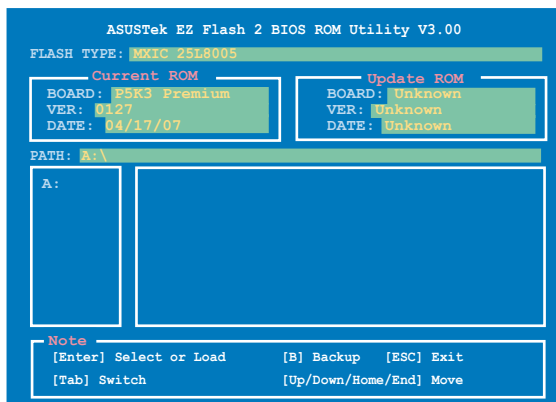 ASUSTek EZ Flash 2 BIOS ROM Utility V3.00
FLASH TYPE: MXIC 25L8005
Current ROM
BOARD: P5K3 Premium
VER: 0127
DATE: 04/17/07
Update ROM
BOARD: Unknown
VER: Unknown
DATE: Unknown
PATH: A:\
A:
Note
[Enter] Select or Load [B] Backup [ESC] Exit
[Tab] Switch [Up/Down/Home/End] Move